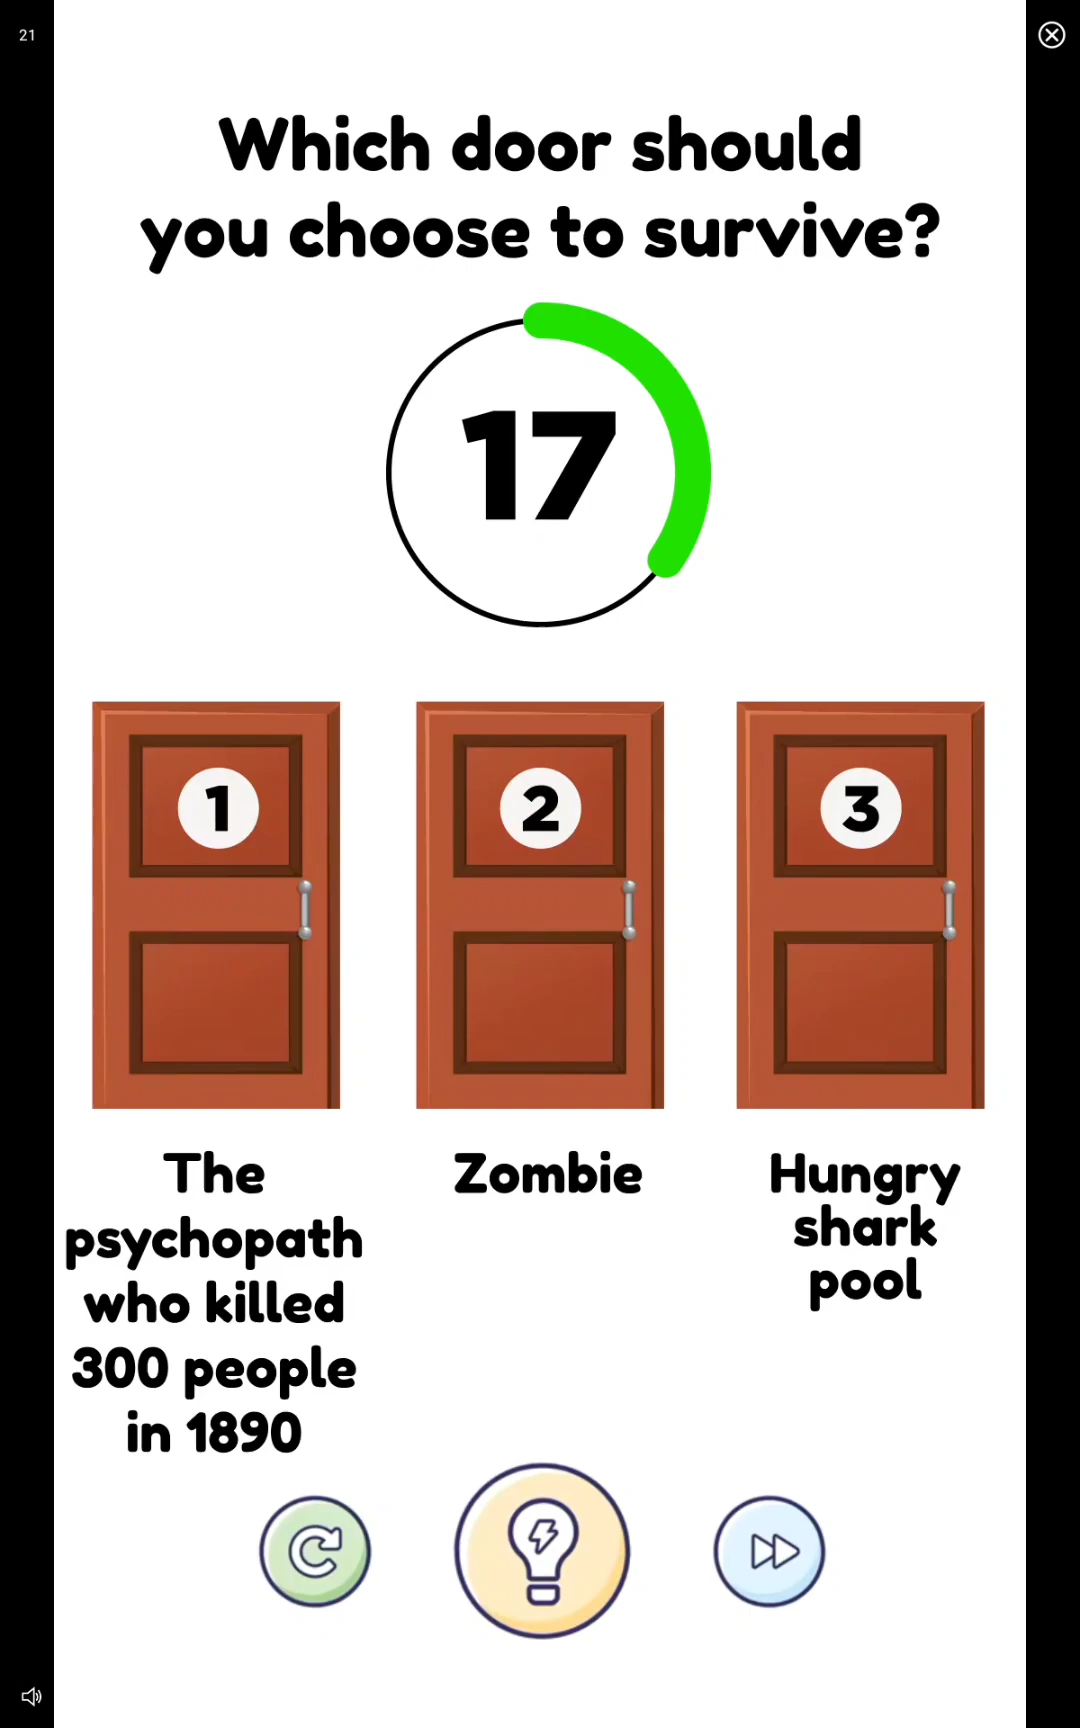 21
Which door should
you choose to survive?
17
1
2
3
The
psychopath
who killed
300 people
in 1890
Zombie
Hungry
shark
pool